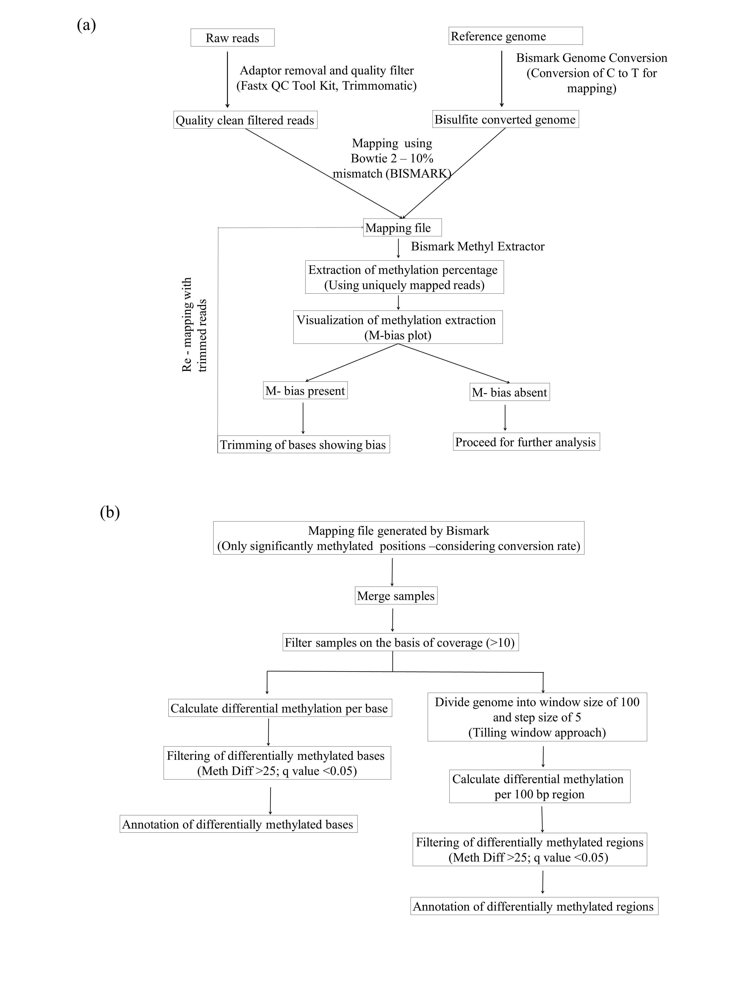 (a)
Raw reads
Reference genome
Adaptor removal and quality filter
(Fastx QC Tool Kit, Trimmomatic)
Bismark Genome Conversion
(Conversion of C to T for
mapping)
Quality clean filtered reads
Bisulfite converted genome
Mapping using
Bowtie 2 – 10%
mismatch (BISMARK)
Mapping file
Bismark Methyl Extractor
Extraction of methylation percentage
(Using uniquely mapped reads)
Re - mapping with
trimmed reads
Visualization of methylation extraction
(M-bias plot)
M- bias present
M- bias absent
Trimming of bases showing bias
Proceed for further analysis
(b)
Mapping file generated by Bismark
(Only significantly methylated positions –considering conversion rate)
Merge samples
Filter samples on the basis of coverage (>10)
Calculate differential methylation per base
Filtering of differentially methylated bases
(Meth Diff >25; q value <0.05)
Annotation of differentially methylated bases
Divide genome into window size of 100
and step size of 5
(Tilling window approach)
Calculate differential methylation
per 100 bp region
Filtering of differentially methylated regions
(Meth Diff >25; q value <0.05)
Annotation of differentially methylated regions